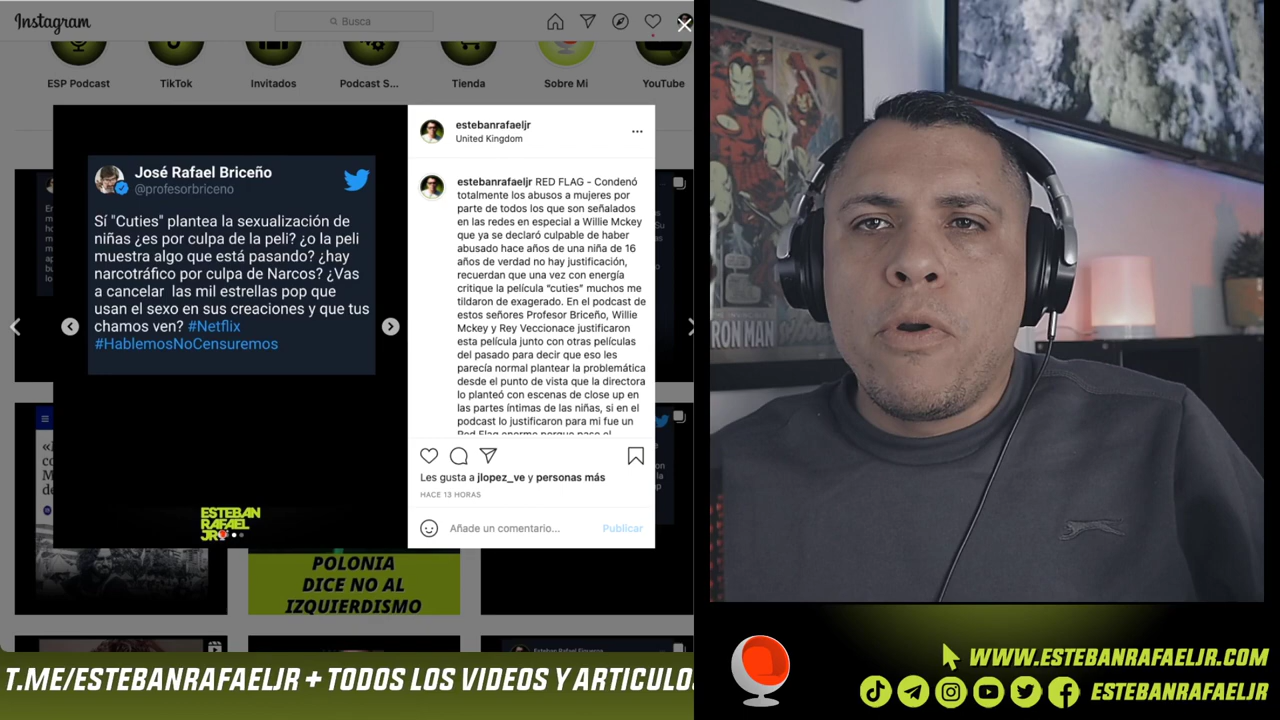 Instagram
Busca
ESP Podcast
TikTok
Invitados
Podcast S...
Tienda
Sobre Mi
YouTube
José Rafael Briceño
@profesorbriceno
Sí "Cuties" plantea la sexualización de
niñas ¿es por culpa de la peli? ¿o la peli
muestra algo que está pasando? ¿hay
narcotráfico por culpa de Narcos? ¿Vas
a cancelar las mil estrellas pop que
usan el sexo en sus creaciones y que tus
chamos ven? #Netflix
#HablemosNoCensuremos
ESTEBAN
RAFAEL
JR
estebanrafaeljr
United Kingdom
estebanrafaeljr RED FLAG - Condenó
totalmente los abusos a mujeres por
parte de todos los que son señalados
en las redes en especial a Willie Mckey
que ya se declaró culpable de haber
abusado hace años de una niña de 16
años de verdad no hay justificación,
recuerdan que una vez con energía
critique la película “cuties” muchos me
tildaron de exagerado. En el podcast de
estos señores Profesor Briceño, Willie
Mckey y Rey Veccionace justificaron
esta película junto con otras películas
del pasado para decir que eso les
parecía normal plantear la problemática
desde el punto de vista que la directora
lo planteó con escenas de close up en
las partes íntimas de las niñas, si en el
podcast lo justificaron para mi fue un
Red Flag enorme porque paso el
Les gusta a jlopez_ve y personas más
HACE 13 HORAS
Añade un comentario...
Publicar
POLONIA
DICE NO AL
IZQUIERDISMO
IRON MAN
T.ME/ESTEBANRAFAELJR + TODOS LOS VIDEOS Y ARTICULO
WWW.ESTEBANRAFAELJR.COM
ESTEBANRAFAELJR